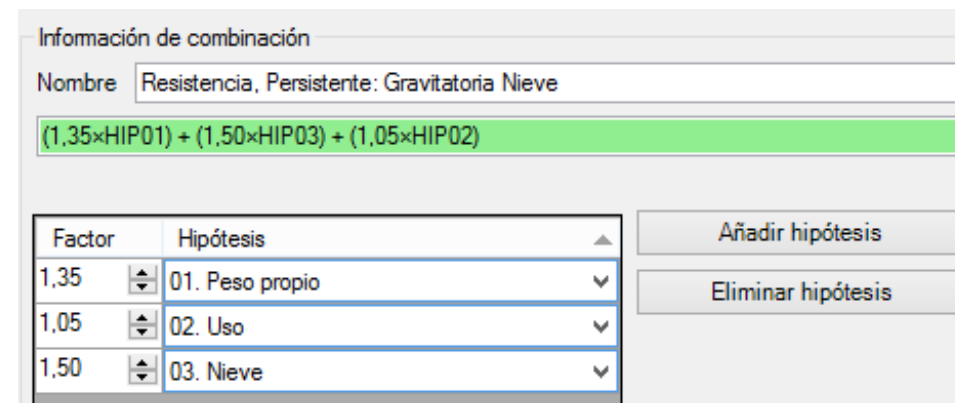 Información de combinación
Nombre Resistencia, Persistente: Gravitatoria Nieve
(1,35×HIP01) + (1,50×HIP03) + (1,05×HIP02)
Factor Hipótesis Añadir hipótesis
1,35 01. Peso propio Eliminar hipótesis
1,05 02. Uso
1,50 03. Nieve